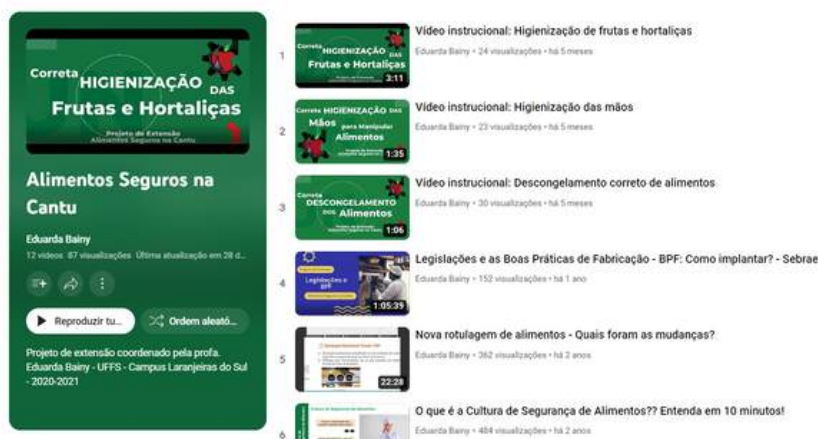 Correta HIGIENIZAÇÃO DAS
Frutas e Hortaliças
Projeto de Extensão
Alimentos Seguros na Cantu
Alimentos Seguros na
Cantu
Eduarda Bainy
12 vídeos 87 visualizações Última atualização em 28 d...
Reproduzir tu...
Ordem aleató...
Projeto de extensão coordenado pela profa.
Eduarda Bainy - UFFS - Campus Laranjeiras do Sul
- 2020-2021
1
Correta HIGIENIZAÇÃO DAS
Frutas e Hortaliças
3:11
Vídeo instrucional: Higienização de frutas e hortaliças
Eduarda Bainy • 24 visualizações • há 5 meses
2
Correta HIGIENIZAÇÃO DAS
Mãos para Manipular
Alimentos
1:35
Vídeo instrucional: Higienização das mãos
Eduarda Bainy • 23 visualizações • há 5 meses
3
Correta
DESCONGELAMENTO
DOS Alimentos
1:06
Vídeo instrucional: Descongelamento correto de alimentos
Eduarda Bainy • 30 visualizações • há 5 meses
4
Legislações e
BPF
1:05:39
Legislações e as Boas Práticas de Fabricação - BPF: Como implantar? - Sebrae
Eduarda Bainy • 152 visualizações • há 1 ano
5
22:28
Nova rotulagem de alimentos - Quais foram as mudanças?
Eduarda Bainy • 362 visualizações • há 2 anos
6
O que é a Cultura de Segurança de Alimentos?? Entenda em 10 minutos!
Eduarda Bainy • 484 visualizações • há 2 anos